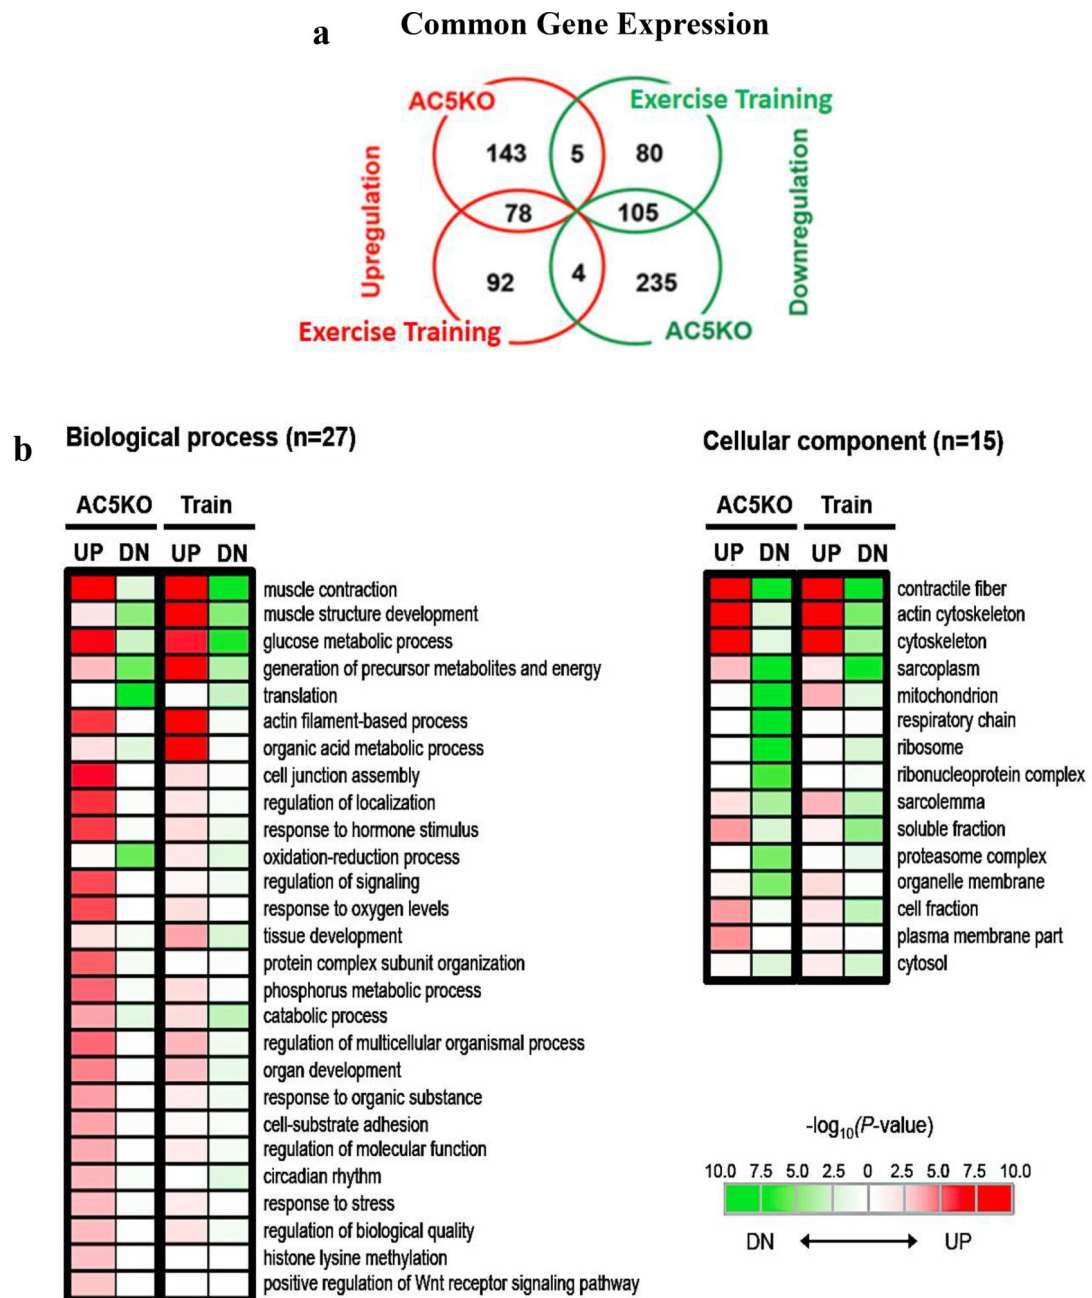 a Common Gene Expression
AC5KO Exercise Training
143 5 80
Upregulation
Downregulation
78 105
92 4 235
Exercise Training AC5KO
b Biological process (n=27)
AC5KO Train
UP DN UP DN
muscle contraction
muscle structure development
glucose metabolic process
generation of precursor metabolites and energy
translation
actin filament-based process
organic acid metabolic process
cell junction assembly
regulation of localization
response to hormone stimulus
oxidation-reduction process
regulation of signaling
response to oxygen levels
tissue development
protein complex subunit organization
phosphorus metabolic process
catabolic process
regulation of multicellular organismal process
organ development
response to organic substance
cell-substrate adhesion
regulation of molecular function
circadian rhythm
response to stress
regulation of biological quality
histone lysine methylation
positive regulation of Wnt receptor signaling pathway
Cellular component (n=15)
AC5KO Train
UP DN UP DN
contractile fiber
actin cytoskeleton
cytoskeleton
sarcoplasm
mitochondrion
respiratory chain
ribosome
ribonucleoprotein complex
sarcolemma
soluble fraction
proteasome complex
organelle membrane
cell fraction
plasma membrane part
cytosol
-log10(P-value)
10.0 7.5 5.0 2.5 0 2.5 5.0 7.5 10.0
DN UP